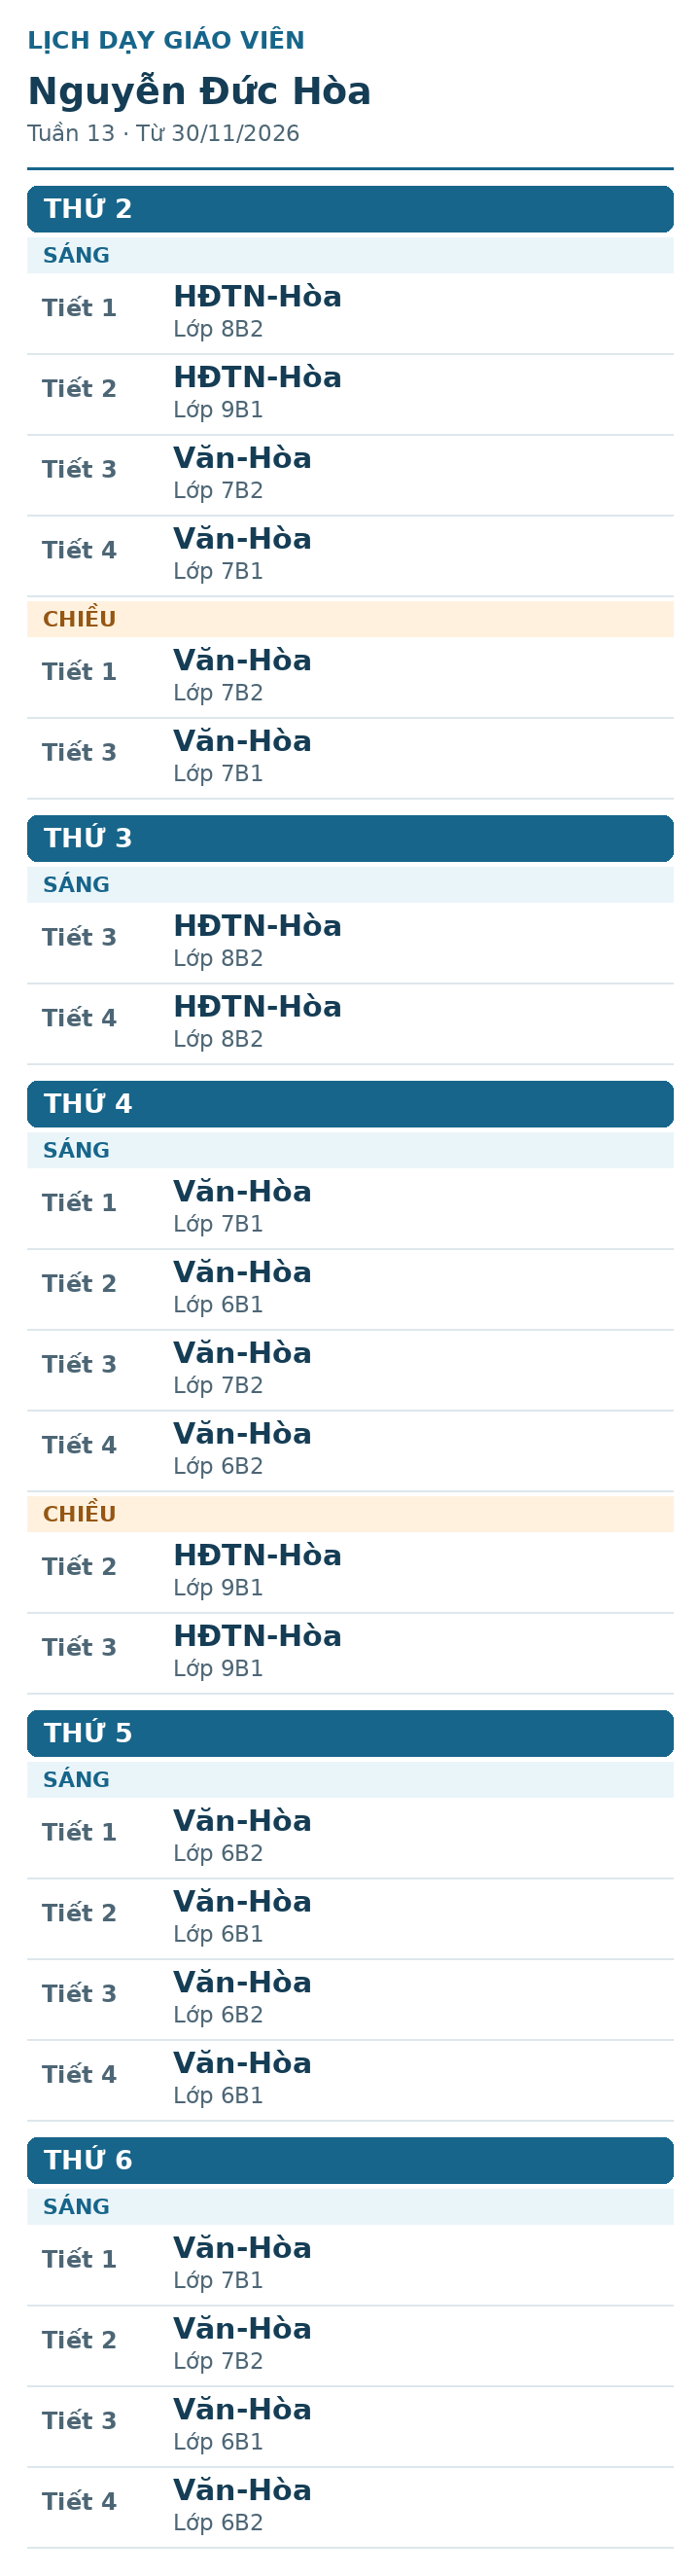 LỊCH DẠY GIÁO VIÊN
Nguyễn Đức Hòa
Tuần 13 · Từ 30/11/2026
THỨ 2
SÁNG
Tiết 1
HĐTN-Hòa
Lớp 8B2
Tiết 2
HĐTN-Hòa
Lớp 9B1
Tiết 3
Văn-Hòa
Lớp 7B2
Tiết 4
Văn-Hòa
Lớp 7B1
CHIỀU
Tiết 1
Văn-Hòa
Lớp 7B2
Tiết 3
Văn-Hòa
Lớp 7B1
THỨ 3
SÁNG
Tiết 3
HĐTN-Hòa
Lớp 8B2
Tiết 4
HĐTN-Hòa
Lớp 8B2
THỨ 4
SÁNG
Tiết 1
Văn-Hòa
Lớp 7B1
Tiết 2
Văn-Hòa
Lớp 6B1
Tiết 3
Văn-Hòa
Lớp 7B2
Tiết 4
Văn-Hòa
Lớp 6B2
CHIỀU
Tiết 2
HĐTN-Hòa
Lớp 9B1
Tiết 3
HĐTN-Hòa
Lớp 9B1
THỨ 5
SÁNG
Tiết 1
Văn-Hòa
Lớp 6B2
Tiết 2
Văn-Hòa
Lớp 6B1
Tiết 3
Văn-Hòa
Lớp 6B2
Tiết 4
Văn-Hòa
Lớp 6B1
THỨ 6
SÁNG
Tiết 1
Văn-Hòa
Lớp 7B1
Tiết 2
Văn-Hòa
Lớp 7B2
Tiết 3
Văn-Hòa
Lớp 6B1
Tiết 4
Văn-Hòa
Lớp 6B2